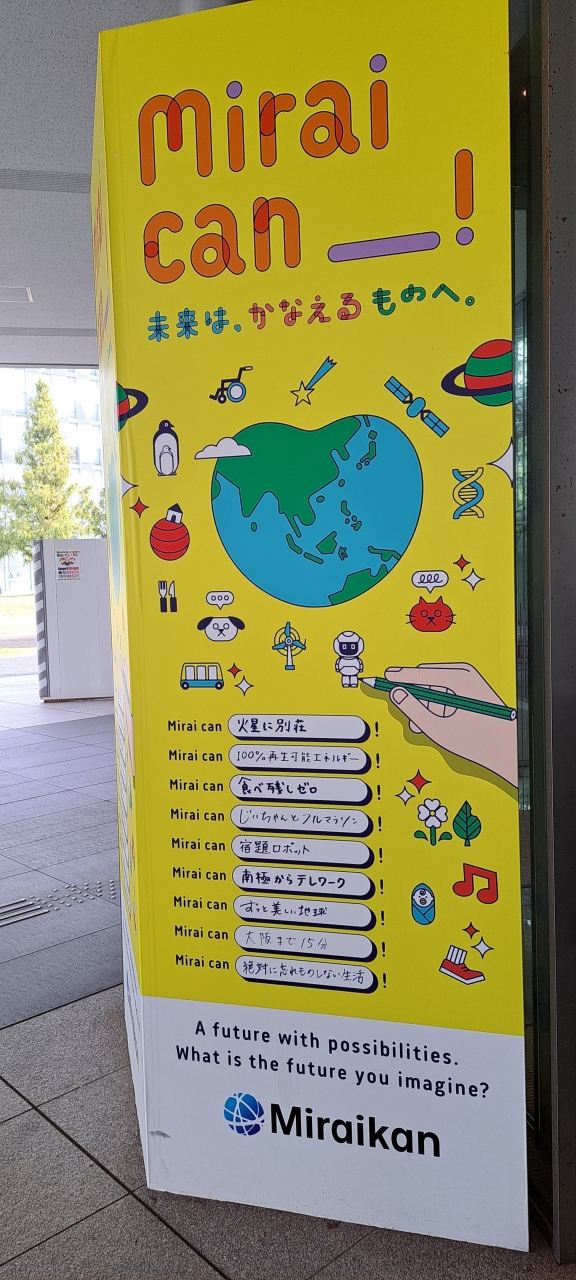 Mirai
can __!
未来は、かなえるものへ。
Mirai can 火星に別荘!
Mirai can 100%再生可能エネルギー!
Mirai can 食べ残しゼロ!
Mirai can じいちゃんとフルマラソン!
Mirai can 宿題ロボット!
Mirai can 南極からテレワーク!
Mirai can ずっと美しい地球!
Mirai can 大阪まで15分!
Mirai can 絶対に忘れものしない生活!
A future with possibilities.
What is the future you imagine?
Miraikan